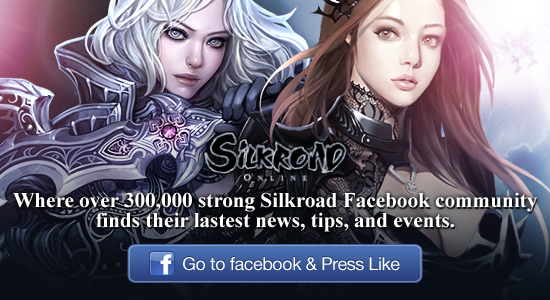 SILKROAD
ONLINE
Where over 300,000 strong Silkroad Facebook community
finds their lastest news, tips, and events.
f Go to facebook & Press Like